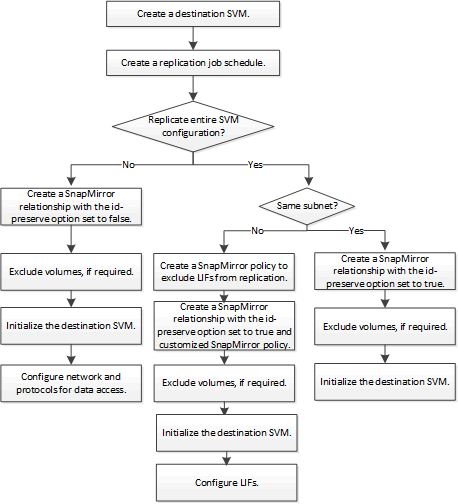 Create a destination SVM.
Create a replication job schedule.
Replicate entire SVM
configuration?
No
Yes
Create a SnapMirror
relationship with the id-
preserve option set to false.
Exclude volumes, if required.
Initialize the destination SVM.
Configure network and
protocols for data access.
Same subnet?
No
Yes
Create a SnapMirror policy to
exclude LIFs from replication.
Create a SnapMirror
relationship with the id-
preserve option set to true and
customized SnapMirror policy.
Exclude volumes, if required.
Initialize the destination SVM.
Configure LIFs.
Create a SnapMirror
relationship with the id-
preserve option set to true.
Exclude volumes, if required.
Initialize the destination SVM.